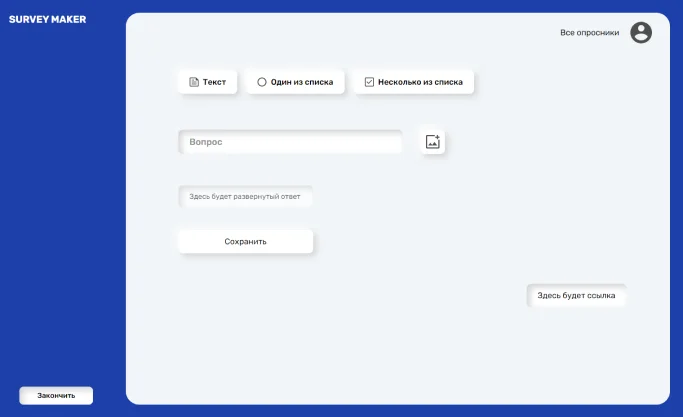 SURVEY MAKER
Все опросники
Текст
Один из списка
Несколько из списка
Вопрос
Здесь будет развернутый ответ
Сохранить
Здесь будет ссылка
Закончить